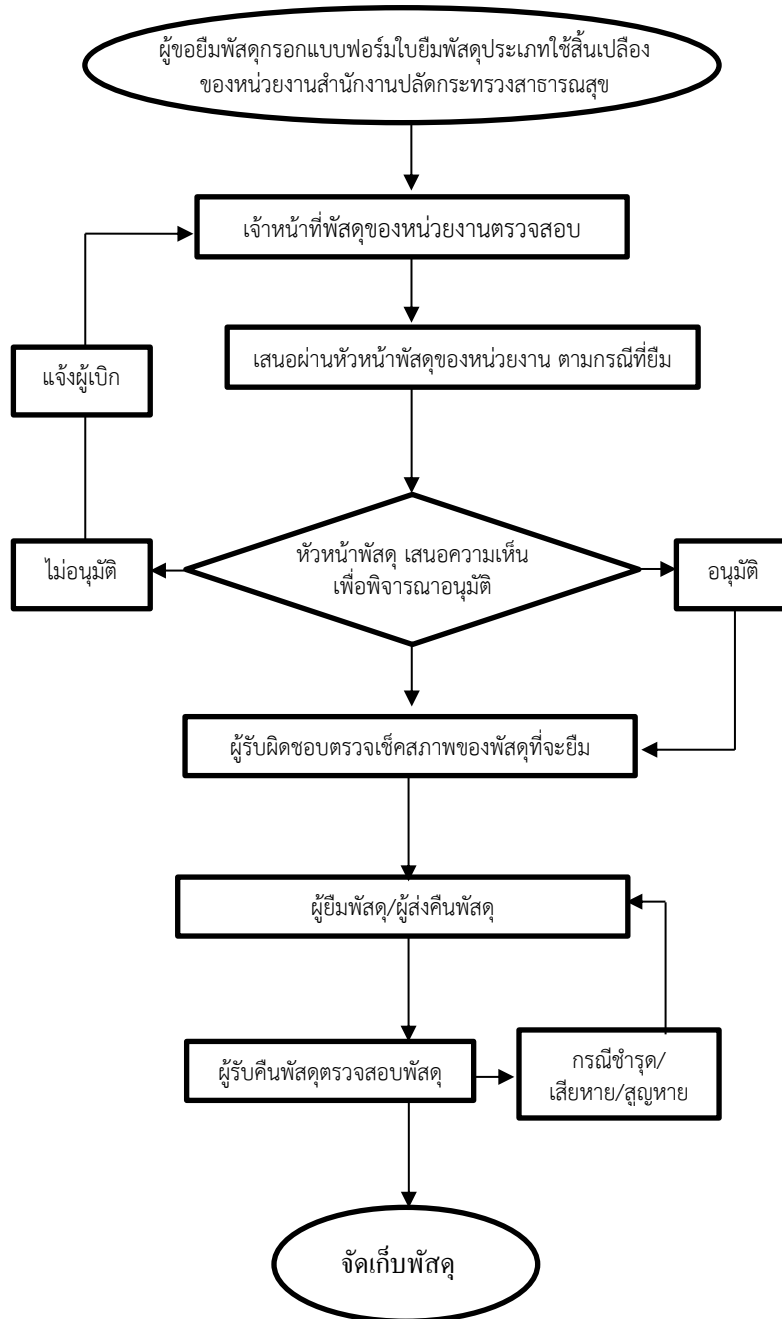 ผู้ขอยืมพัสดุกรอกแบบฟอร์มใบยืมพัสดุประเภทใช้สิ้นเปลือง
ของหน่วยงานสำนักงานปลัดกระทรวงสาธารณสุข
เจ้าหน้าที่พัสดุของหน่วยงานตรวจสอบ
เสนอผ่านหัวหน้าพัสดุของหน่วยงาน ตามกรณีที่ยืม
แจ้งผู้เบิก
หัวหน้าพัสดุ เสนอความเห็น
เพื่อพิจารณาอนุมัติ
ไม่อนุมัติ
อนุมัติ
ผู้รับผิดชอบตรวจเช็คสภาพของพัสดุที่จะยืม
ผู้ยืมพัสดุ/ผู้ส่งคืนพัสดุ
ผู้รับคืนพัสดุตรวจสอบพัสดุ
กรณีชำรุด/
เสียหาย/สูญหาย
จัดเก็บพัสดุ